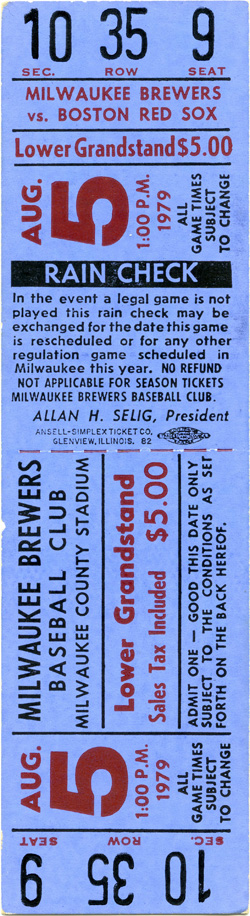 10 35 9
SEC. ROW SEAT
MILWAUKEE BREWERS
vs. BOSTON RED SOX
Lower Grandstand $5.00
AUG. 5 1:00 P.M. 1979
ALL
GAME TIMES
SUBJECT
TO CHANGE
RAIN CHECK
In the event a legal game is not
played this rain check may be
exchanged for the date this game
is rescheduled or for any other
regulation game scheduled in
Milwaukee this year. NO REFUND
NOT APPLICABLE FOR SEASON TICKETS
MILWAUKEE BREWERS BASEBALL CLUB.
ALLAN H. SELIG, President
ANSELL-SIMPLEX TICKET CO.,
GLENVIEW, ILLINOIS. 82
MILWAUKEE BREWERS
BASEBALL CLUB
MILWAUKEE COUNTY STADIUM
Lower Grandstand
Sales Tax Included $5.00
ADMIT ONE — GOOD THIS DATE ONLY
SUBJECT TO THE CONDITIONS AS SET
FORTH ON THE BACK HEREOF.
AUG. 5 1:00 P.M. 1979
ALL
GAME TIMES
SUBJECT
TO CHANGE
SEC. ROW SEAT
10 35 9